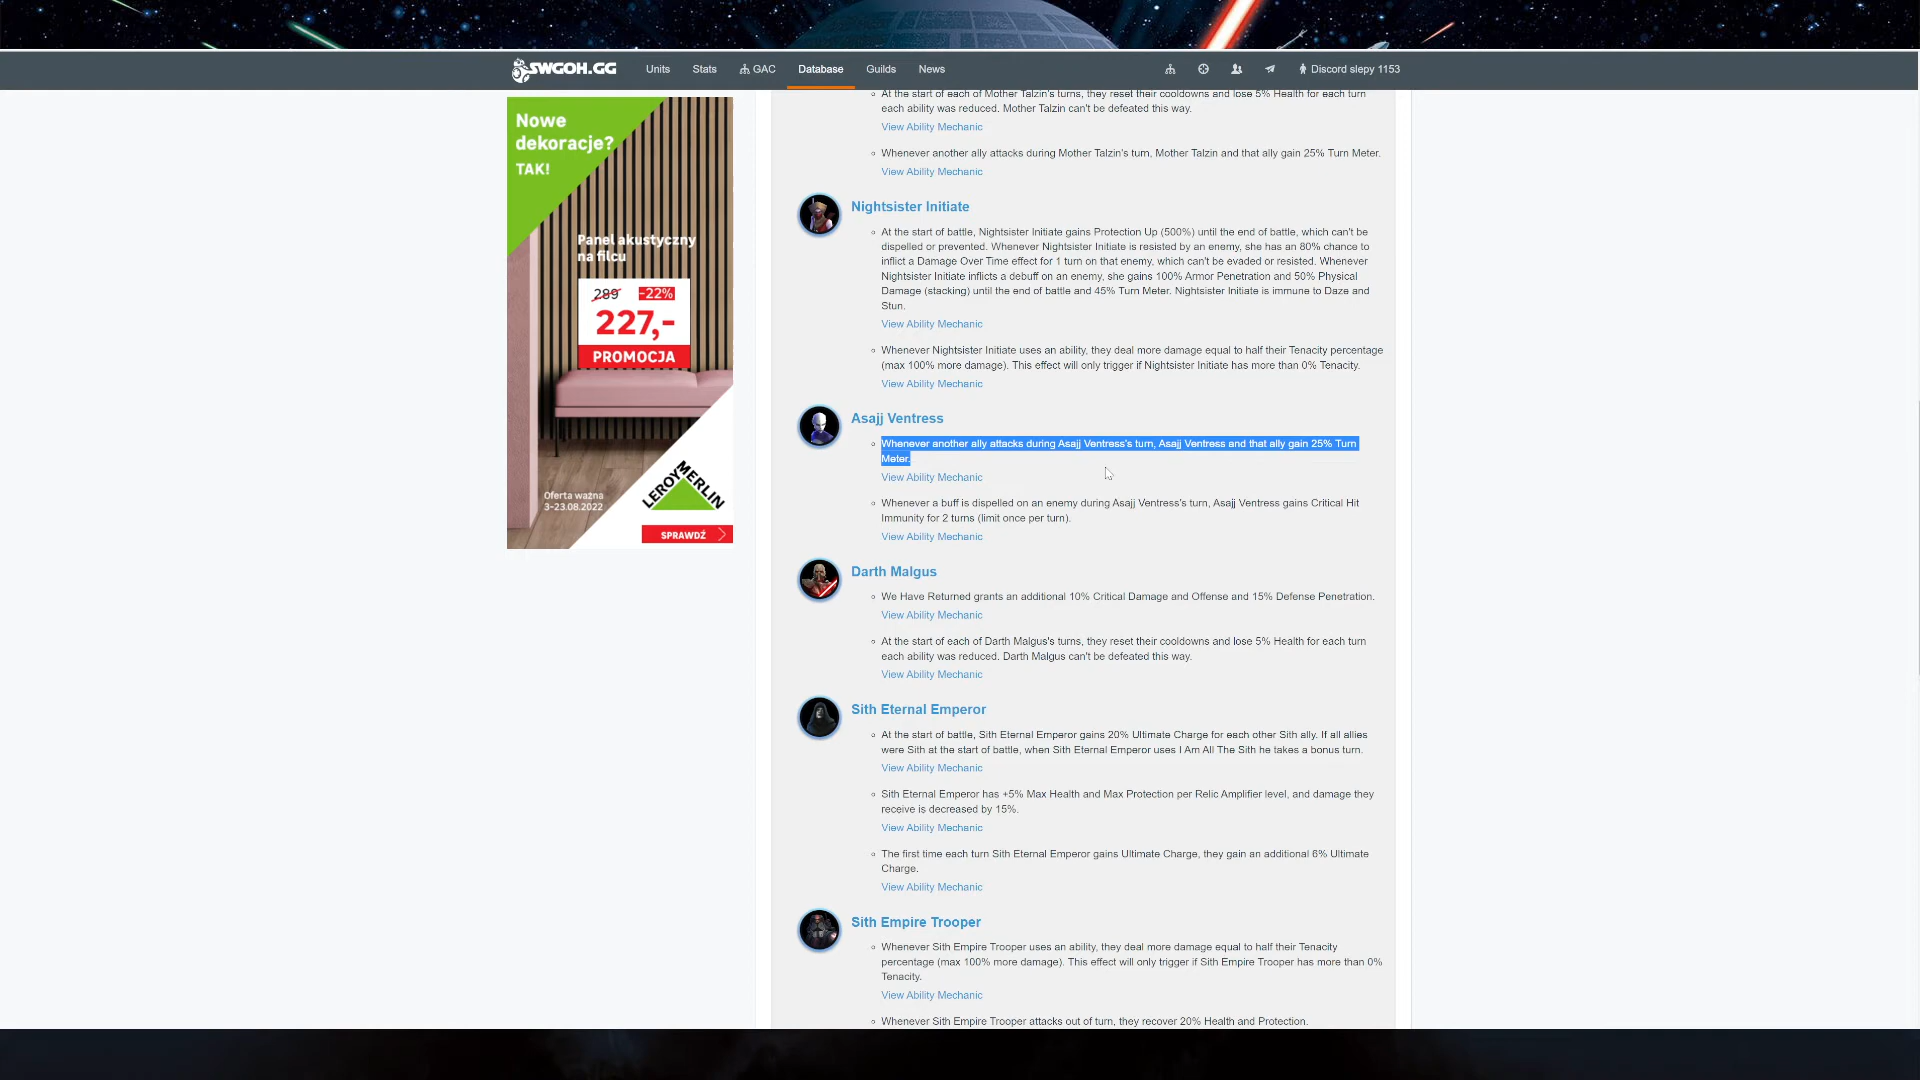 SWGOH.GG
Units
Stats
GAC
Database
Guilds
News
Discord slepy 1153
Nowe
dekoracje?
TAK!
Panel akustyczny
na filcu
289 -22%
227,-
PROMOCJA
LEROY MERLIN
Oferta ważna
3-23.08.2022
SPRAWDŹ
At the start of each of Mother Talzin's turns, they reset their cooldowns and lose 5% Health for each turn
each ability was reduced. Mother Talzin can't be defeated this way.
View Ability Mechanic
Whenever another ally attacks during Mother Talzin's turn, Mother Talzin and that ally gain 25% Turn Meter.
View Ability Mechanic
Nightsister Initiate
At the start of battle, Nightsister Initiate gains Protection Up (500%) until the end of battle, which can't be
dispelled or prevented. Whenever Nightsister Initiate is resisted by an enemy, she has an 80% chance to
inflict a Damage Over Time effect for 1 turn on that enemy, which can't be evaded or resisted. Whenever
Nightsister Initiate inflicts a debuff on an enemy, she gains 100% Armor Penetration and 50% Physical
Damage (stacking) until the end of battle and 45% Turn Meter. Nightsister Initiate is immune to Daze and
Stun.
View Ability Mechanic
Whenever Nightsister Initiate uses an ability, they deal more damage equal to half their Tenacity percentage
(max 100% more damage). This effect will only trigger if Nightsister Initiate has more than 0% Tenacity.
View Ability Mechanic
Asajj Ventress
Whenever another ally attacks during Asajj Ventress's turn, Asajj Ventress and that ally gain 25% Turn
Meter.
View Ability Mechanic
Whenever a buff is dispelled on an enemy during Asajj Ventress's turn, Asajj Ventress gains Critical Hit
Immunity for 2 turns (limit once per turn).
View Ability Mechanic
Darth Malgus
We Have Returned grants an additional 10% Critical Damage and Offense and 15% Defense Penetration.
View Ability Mechanic
At the start of each of Darth Malgus's turns, they reset their cooldowns and lose 5% Health for each turn
each ability was reduced. Darth Malgus can't be defeated this way.
View Ability Mechanic
Sith Eternal Emperor
At the start of battle, Sith Eternal Emperor gains 20% Ultimate Charge for each other Sith ally. If all allies
were Sith at the start of battle, when Sith Eternal Emperor uses I Am All The Sith he takes a bonus turn.
View Ability Mechanic
Sith Eternal Emperor has +5% Max Health and Max Protection per Relic Amplifier level, and damage they
receive is decreased by 15%.
View Ability Mechanic
The first time each turn Sith Eternal Emperor gains Ultimate Charge, they gain an additional 6% Ultimate
Charge.
View Ability Mechanic
Sith Empire Trooper
Whenever Sith Empire Trooper uses an ability, they deal more damage equal to half their Tenacity
percentage (max 100% more damage). This effect will only trigger if Sith Empire Trooper has more than 0%
Tenacity.
View Ability Mechanic
Whenever Sith Empire Trooper attacks out of turn, they recover 20% Health and Protection.